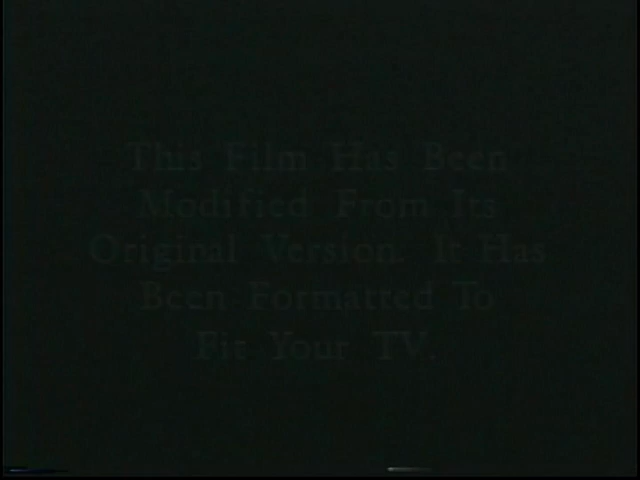 This Film Has Been
Modified From Its
Original Version. It Has
Been Formatted To
Fit Your TV.